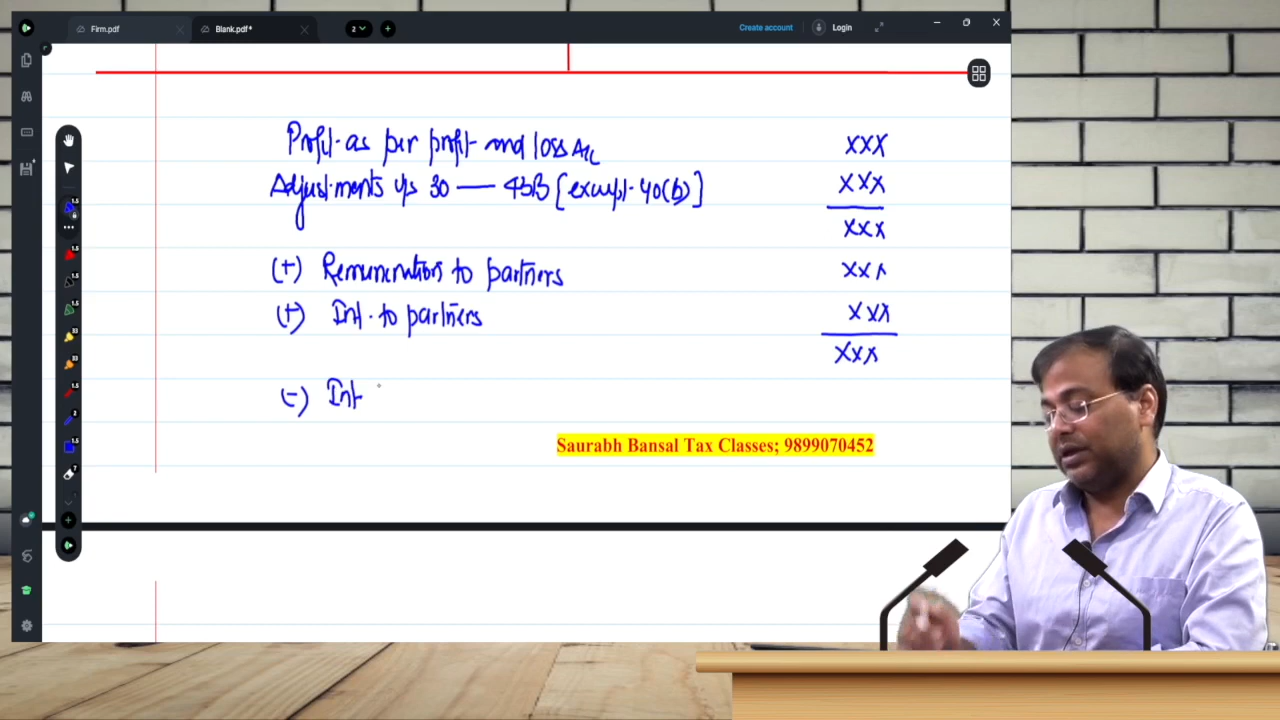 Firm.pdf
Blank.pdf*
2
Create account
Login
Profit as per profit and loss A/c XXX
Adjustments u/s 30 — 43B [except 40(b)] XXX
XXX
(+) Remuneration to partners XXX
(+) Int. to partners XXX
XXX
(-) Int
Saurabh Bansal Tax Classes; 9899070452